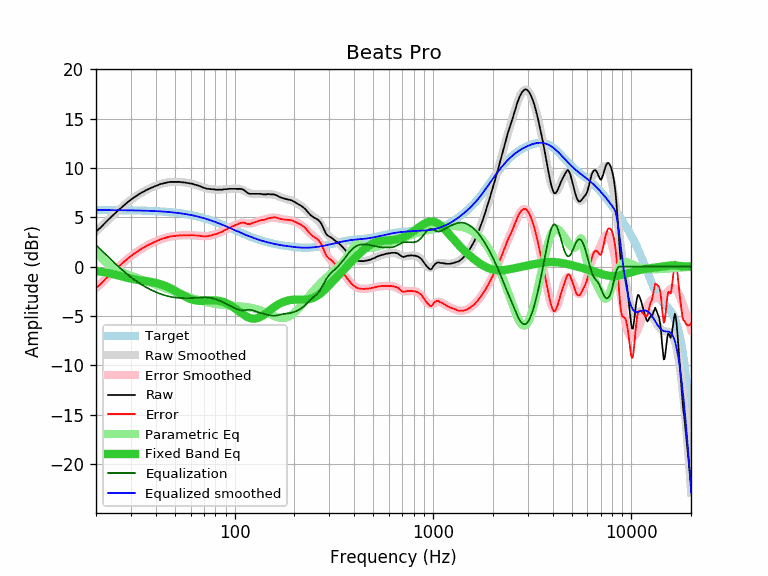 Beats Pro
20
15
10
5
0
−5
−10
−15
−20
Amplitude (dBr)
Target
Raw Smoothed
Error Smoothed
Raw
Error
Parametric Eq
Fixed Band Eq
Equalization
Equalized smoothed
100
1000
10000
Frequency (Hz)